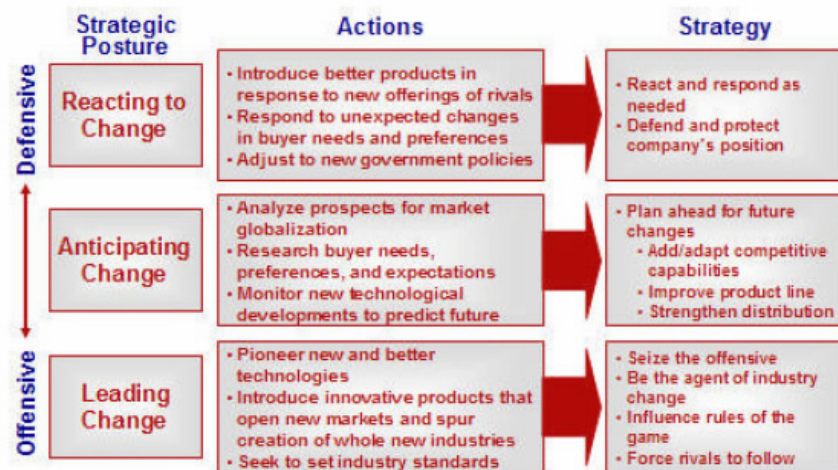 Strategic
Posture
Actions
Strategy
Defensive
Reacting to
Change
• Introduce better products in
response to new offerings of rivals
• Respond to unexpected changes
in buyer needs and preferences
• Adjust to new government policies
• React and respond as
needed
• Defend and protect
company's position
Anticipating
Change
• Analyze prospects for market
globalization
• Research buyer needs,
preferences, and expectations
• Monitor new technological
developments to predict future
• Plan ahead for future
changes
• Add/adapt competitive
capabilities
• Improve product line
• Strengthen distribution
Offensive
Leading
Change
• Pioneer new and better
technologies
• Introduce innovative products that
open new markets and spur
creation of whole new industries
• Seek to set industry standards
• Seize the offensive
• Be the agent of industry
change
• Influence rules of the
game
• Force rivals to follow